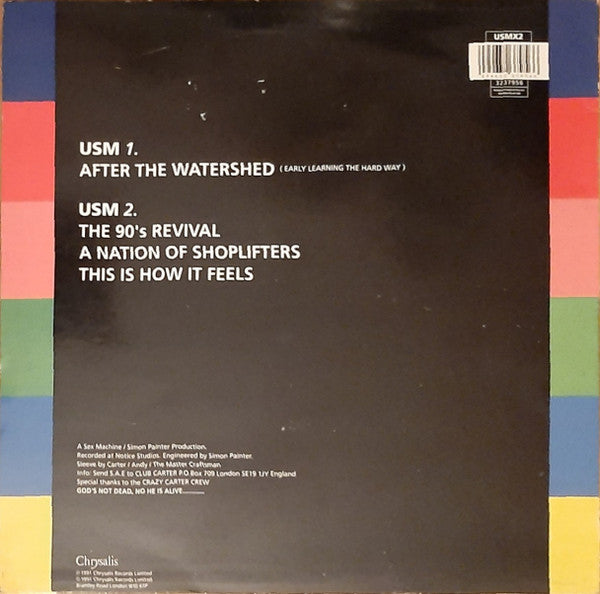 USMX2
3237956
USM 1.
AFTER THE WATERSHED ( EARLY LEARNING THE HARD WAY )
USM 2.
THE 90's REVIVAL
A NATION OF SHOPLIFTERS
THIS IS HOW IT FEELS
A Sex Machine / Simon Painter Production.
Recorded at Notice Studios. Engineered by Simon Painter.
Sleeve by Carter / Andy / The Master Craftsman
Info: Send S.A.E to CLUB CARTER P.O.Box 709 London SE19 1JY England
Special thanks to the CRAZY CARTER CREW
GOD'S NOT DEAD, NO HE IS ALIVE............
Chrysalis
℗ 1991 Chrysalis Records Limited
© 1991 Chrysalis Records Limited
Bramley Road London W10 6SP